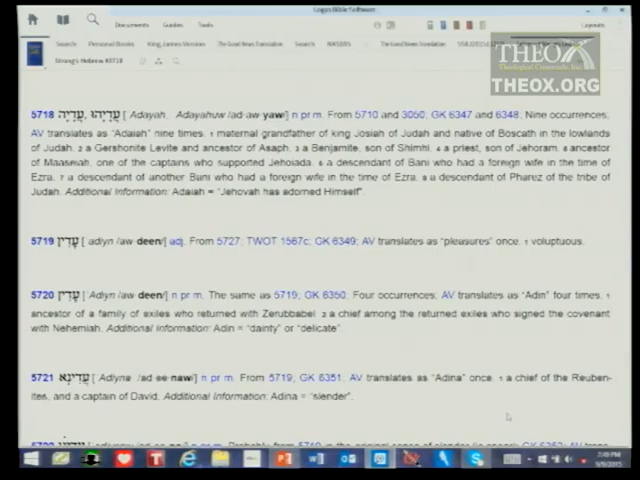 Logos Bible Software
Documents Guides Tools
Layouts
Search Personal Books King James Version The Good News Translation Search NASB95 The Good News Translation
Strong's Hebrew #5718
THEOX
THEOX.ORG
5718 עֲדָיָה, עֲדָיָהוּ [ Adayah, Adayahuw /ad·aw·yaw/] n pr m. From 5710 and 3050; GK 6347 and 6348; Nine occurrences;
AV translates as “Adaiah” nine times. 1 maternal grandfather of king Josiah of Judah and native of Boscath in the lowlands
of Judah. 2 a Gershonite Levite and ancestor of Asaph. 3 a Benjamite, son of Shimhi. 4 a priest, son of Jehoram. 5 ancestor
of Maaseiah, one of the captains who supported Jehoiada. 6 a descendant of Bani who had a foreign wife in the time of
Ezra. 7 a descendant of another Bani who had a foreign wife in the time of Ezra. 8 a descendant of Pharez of the tribe of
Judah. Additional Information: Adaiah = “Jehovah has adorned Himself”.
5719 עָדִין [ adiyn /aw·deen/] adj. From 5727; TWOT 1567c; GK 6349; AV translates as “pleasures” once. 1 voluptuous.
5720 עָדִין [ Adiyn /aw·deen/] n pr m. The same as 5719; GK 6350; Four occurrences; AV translates as “Adin” four times. 1
ancestor of a family of exiles who returned with Zerubbabel. 2 a chief among the returned exiles who signed the covenant
with Nehemiah. Additional Information: Adin = “dainty” or “delicate”.
5721 עֲדִינָא [ Adiyna /ad·ee·naw/] n pr m. From 5719; GK 6351; AV translates as “Adina” once. 1 a chief of the Reuben-
ites, and a captain of David. Additional Information: Adina = “slender”.
7:49 PM
9/9/2015